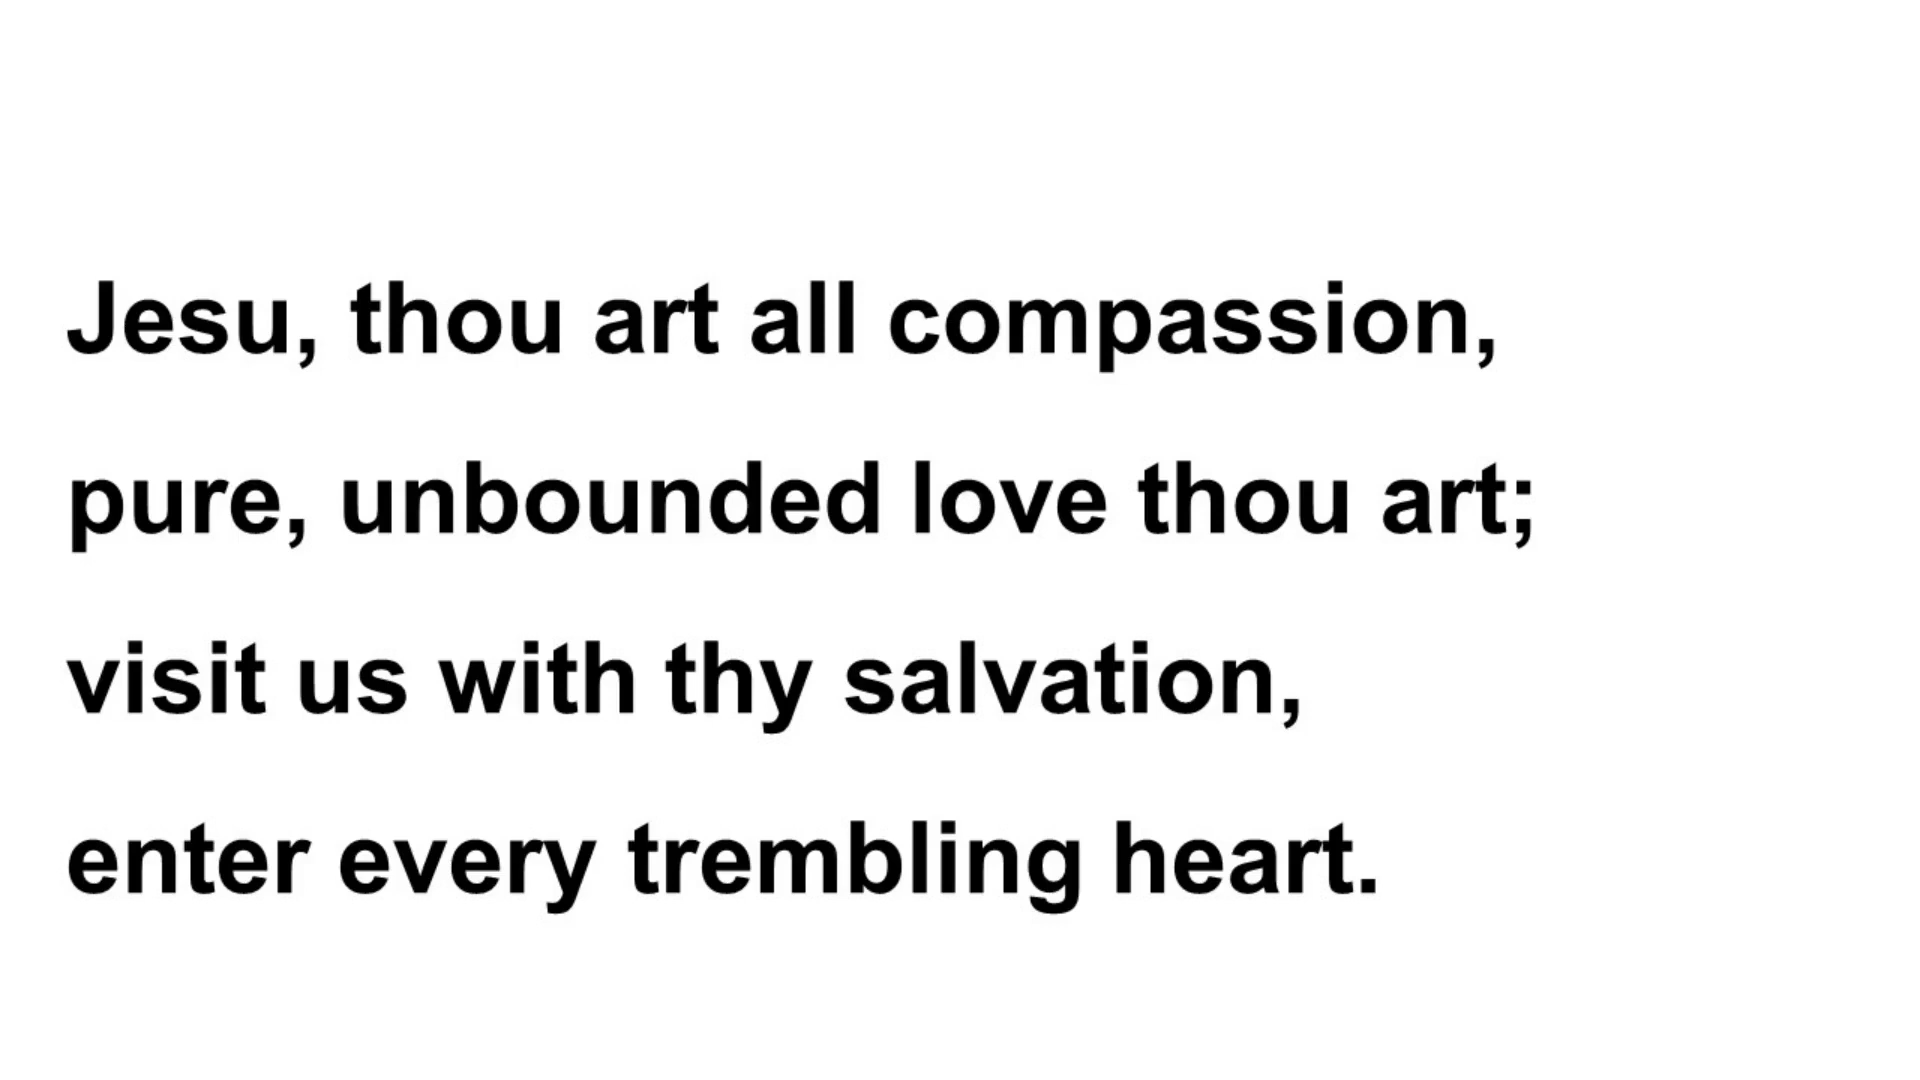 Jesu, thou art all compassion,
pure, unbounded love thou art;
visit us with thy salvation,
enter every trembling heart.